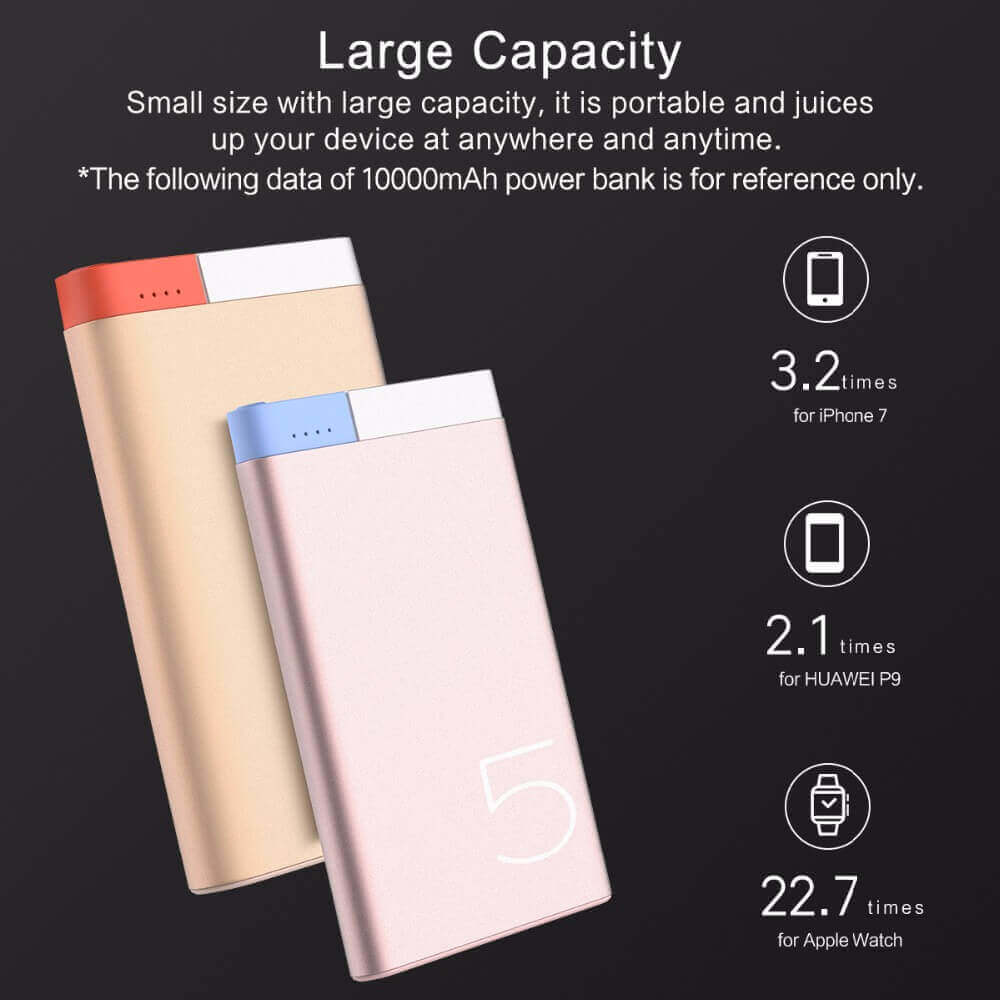 Large Capacity
Small size with large capacity, it is portable and juices
up your device at anywhere and anytime.
*The following data of 10000mAh power bank is for reference only.
3.2 times
for iPhone 7
2.1 times
for HUAWEI P9
5
22.7 times
for Apple Watch